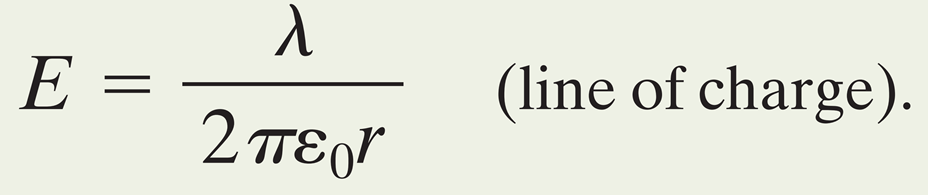 E = λ / 2πε₀r (line of charge).